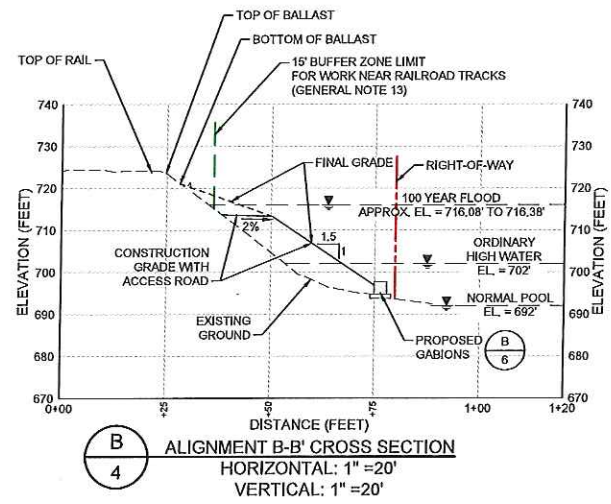 TOP OF BALLAST
BOTTOM OF BALLAST
TOP OF RAIL
15' BUFFER ZONE LIMIT
FOR WORK NEAR RAILROAD TRACKS
(GENERAL NOTE 13)
740
740
730
FINAL GRADE
RIGHT-OF-WAY
730
720
100 YEAR FLOOD
720
APPROX. EL. = 716.08' TO 716.38'
710
2%
710
CONSTRUCTION
GRADE WITH
ACCESS ROAD
1.5
1
ORDINARY
HIGH WATER
EL. = 702'
700
700
NORMAL POOL
EL. = 692'
690
690
EXISTING
GROUND
PROPOSED
GABIONS
B
6
680
680
670
670
ELEVATION (FEET)
ELEVATION (FEET)
0+00
+25
+50
+75
1+00
1+20
DISTANCE (FEET)
B
4
ALIGNMENT B-B' CROSS SECTION
HORIZONTAL: 1" =20'
VERTICAL: 1" =20'